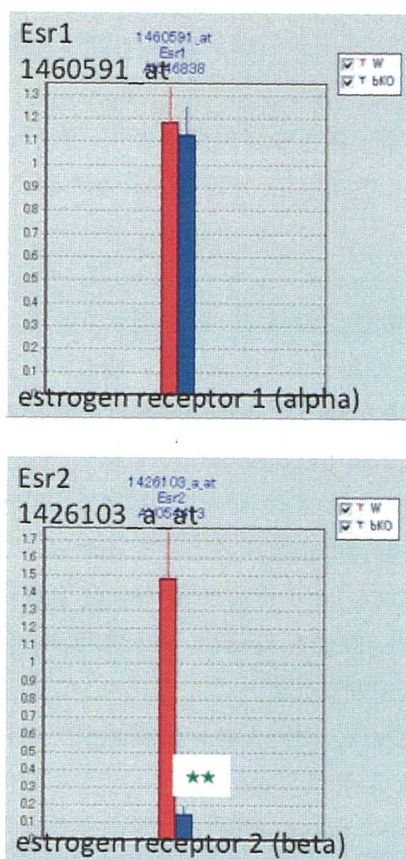 Esr1
1460591_at
Esr1
1460591_at
W
bKO
1.3
1.2
1.1
1
0.9
0.8
0.7
0.6
0.5
0.4
0.3
0.2
0.1
estrogen receptor 1 (alpha)
Esr2
1426103_a_at
Esr2
1426103_a_at
W
bKO
1.7
1.6
1.5
1.4
1.3
1.2
1.1
1
0.9
0.8
0.7
0.6
0.5
0.4
0.3
0.2
0.1
estrogen receptor 2 (beta)